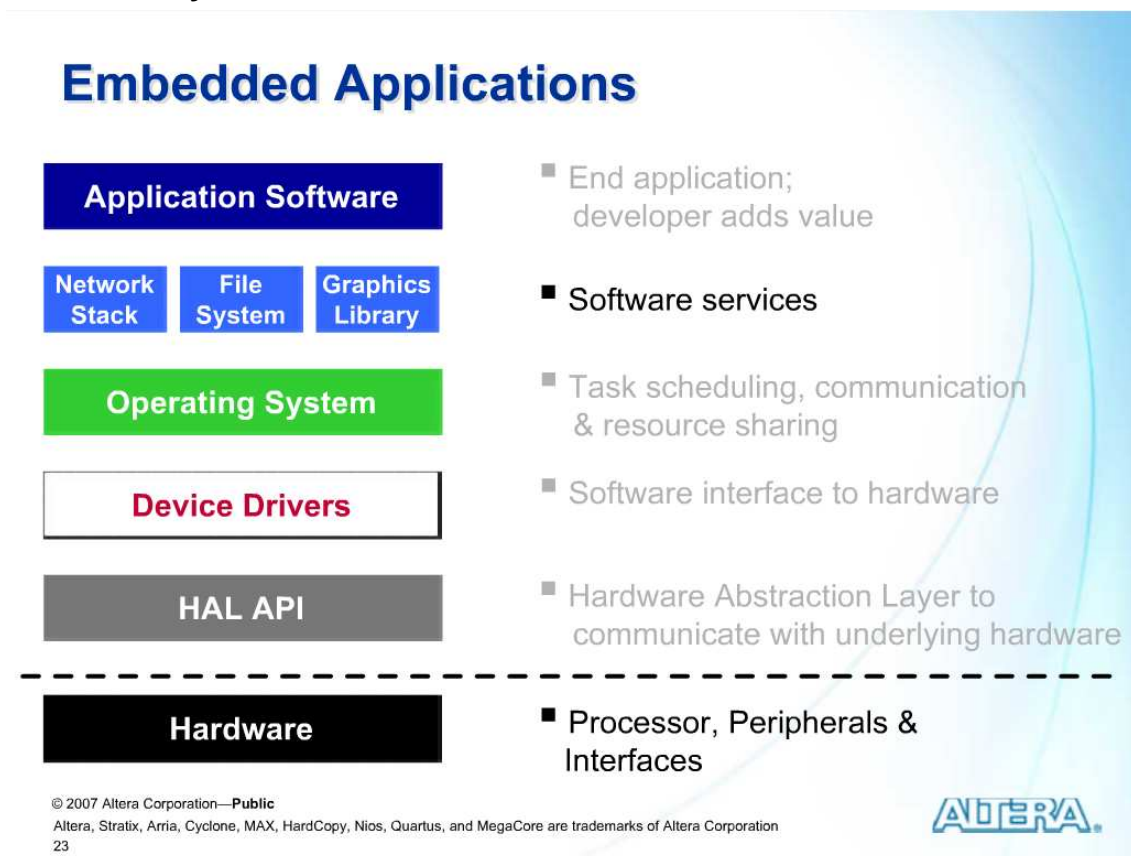 Embedded Applications
Application Software
■ End application;
developer adds value
Network Stack
File System
Graphics Library
■ Software services
Operating System
■ Task scheduling, communication
& resource sharing
Device Drivers
■ Software interface to hardware
HAL API
■ Hardware Abstraction Layer to
communicate with underlying hardware
Hardware
■ Processor, Peripherals &
Interfaces
© 2007 Altera Corporation—Public
Altera, Stratix, Arria, Cyclone, MAX, HardCopy, Nios, Quartus, and MegaCore are trademarks of Altera Corporation
23
ALTERA®